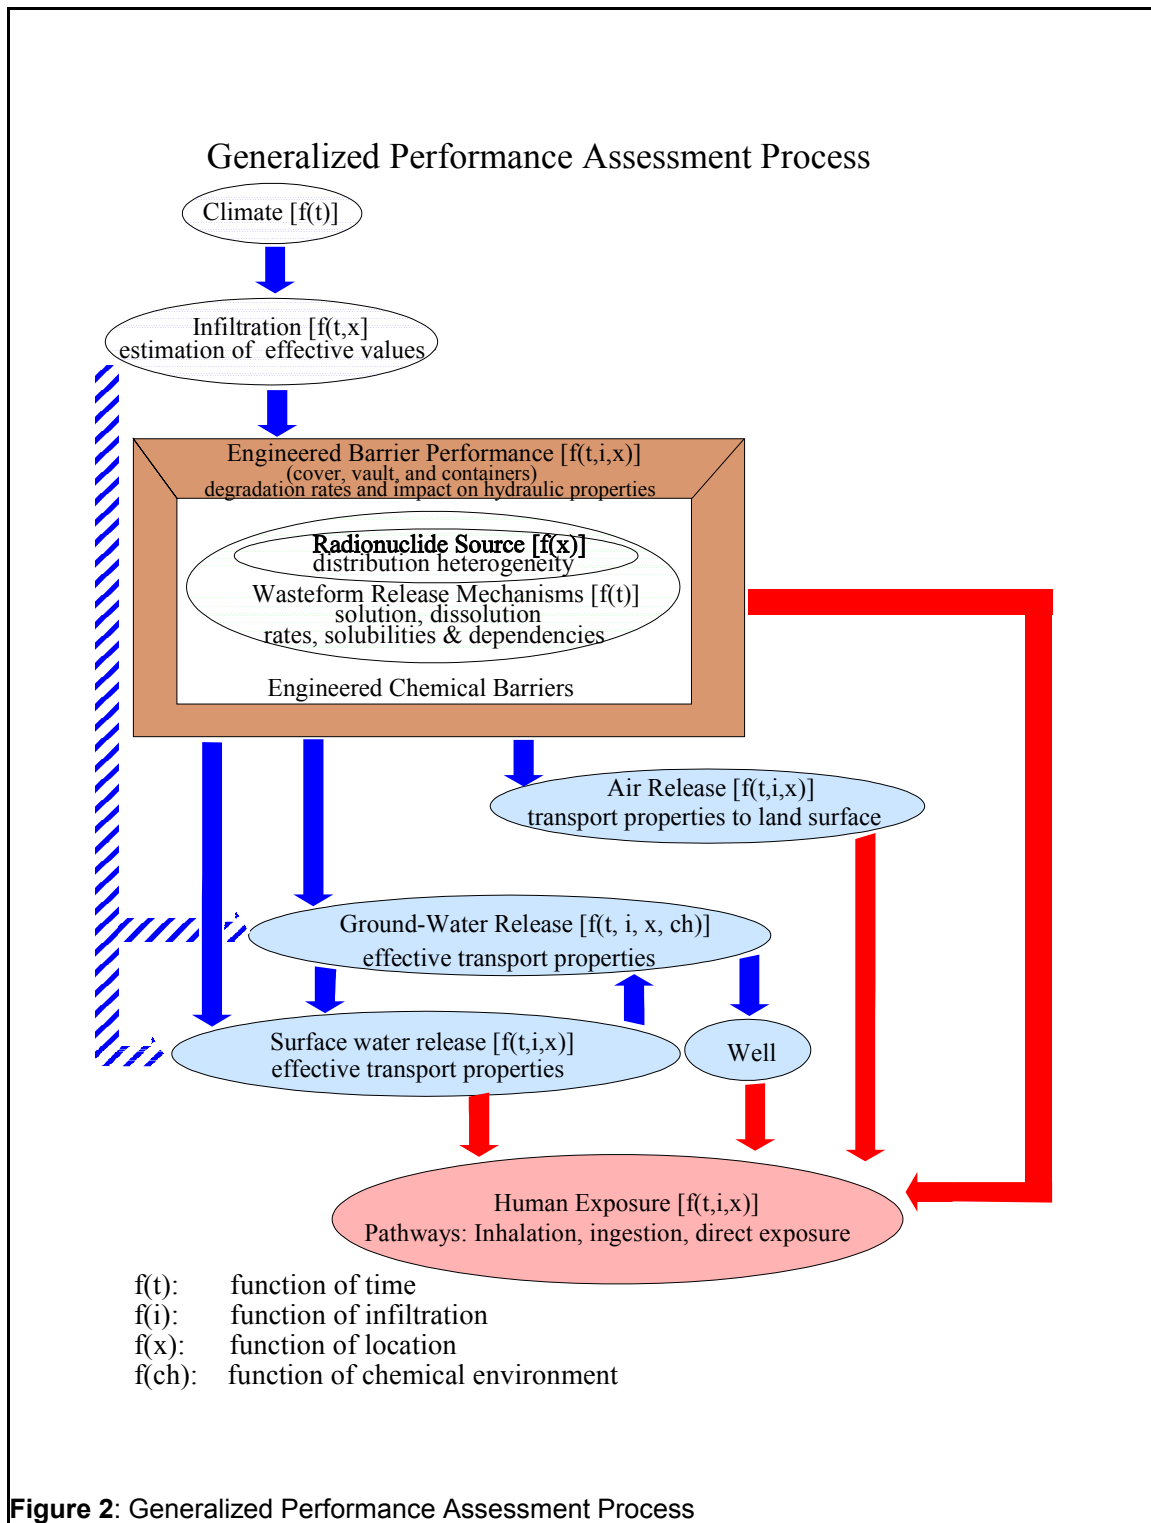 Generalized Performance Assessment Process
Climate [f(t)]
Infiltration [f(t,x]
estimation of effective values
Engineered Barrier Performance [f(t,i,x)]
(cover, vault, and containers)
degradation rates and impact on hydraulic properties
Radionuclide Source [f(x)]
distribution heterogeneity
Wasteform Release Mechanisms [f(t)]
solution, dissolution
rates, solubilities & dependencies
Engineered Chemical Barriers
Air Release [f(t,i,x)]
transport properties to land surface
Ground-Water Release [f(t, i, x, ch)]
effective transport properties
Surface water release [f(t,i,x)]
effective transport properties
Well
Human Exposure [f(t,i,x)]
Pathways: Inhalation, ingestion, direct exposure
f(t): function of time
f(i): function of infiltration
f(x): function of location
f(ch): function of chemical environment
Figure 2: Generalized Performance Assessment Process